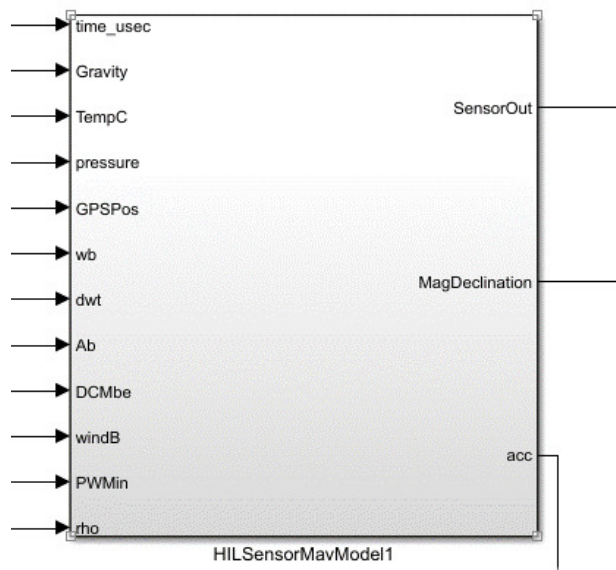 time_usec
Gravity
TempC
pressure
GPSPos
wb
dwt
Ab
DCMbe
windB
PWMin
rho
SensorOut
MagDeclination
acc
HILSensorMavModel1